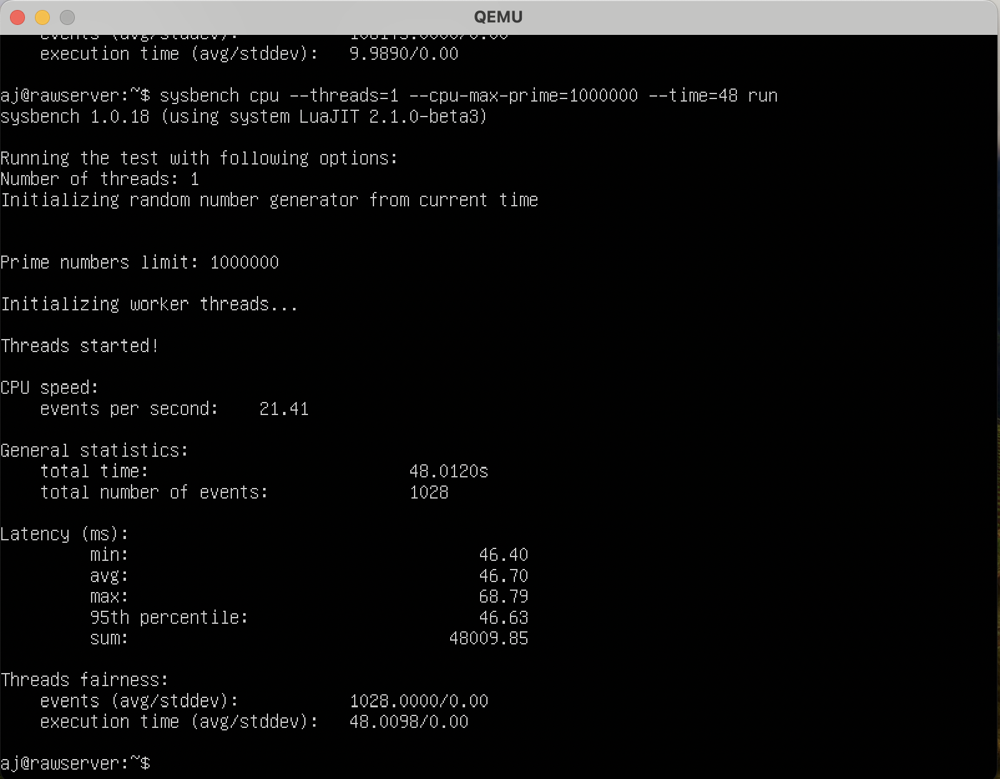 QEMU
events (avg/stddev):
execution time (avg/stddev):   9.9890/0.00
aj@rawserver:~$ sysbench cpu --threads=1 --cpu-max-prime=1000000 --time=48 run
sysbench 1.0.18 (using system LuaJIT 2.1.0-beta3)
Running the test with following options:
Number of threads: 1
Initializing random number generator from current time
Prime numbers limit: 1000000
Initializing worker threads...
Threads started!
CPU speed:
    events per second:    21.41
General statistics:
    total time:                          48.0120s
    total number of events:              1028
Latency (ms):
         min:                                   46.40
         avg:                                   46.70
         max:                                   68.79
         95th percentile:                       46.63
         sum:                                48009.85
Threads fairness:
    events (avg/stddev):           1028.0000/0.00
    execution time (avg/stddev):   48.0098/0.00
aj@rawserver:~$